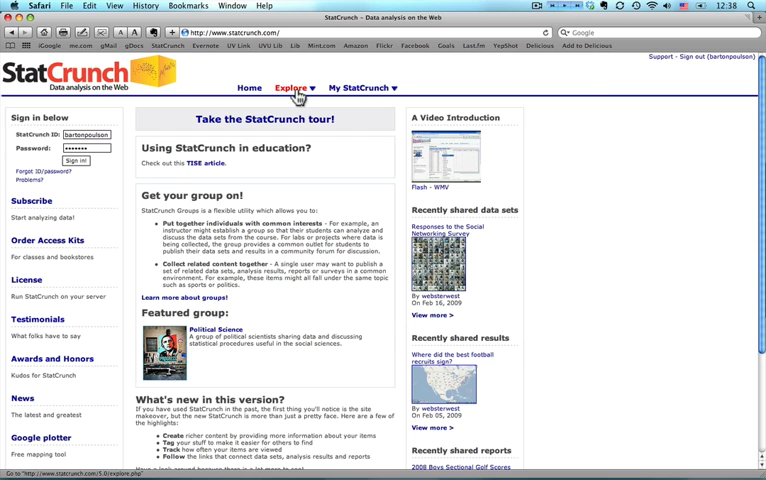 Safari File Edit View History Bookmarks Window Help 12:38
StatCrunch – Data analysis on the Web
http://www.statcrunch.com/
Google
iGoogle me.com gMail gDocs StatCrunch Evernote UV Link UVU Lib Mint.com Amazon Flickr Facebook Goals Last.fm YepShot Delicious Add to Delicious
Support - Sign out (bartonpoulson)
StatCrunch
Data analysis on the Web
Home Explore My StatCrunch
Sign in below
StatCrunch ID: bartonpoulson
Password: •••••••
Sign in!
Forgot ID/password?
Problems?
Subscribe
Start analyzing data!
Order Access Kits
For classes and bookstores
License
Run StatCrunch on your server
Testimonials
What folks have to say
Awards and Honors
Kudos for StatCrunch
News
The latest and greatest
Google plotter
Free mapping tool
Take the StatCrunch tour!
Using StatCrunch in education?
Check out this TISE article.
Get your group on!
StatCrunch Groups is a flexible utility which allows you to:
• Put together individuals with common interests - For example, an
instructor might establish a group so that their students can analyze and
discuss the data sets from the course. For labs or projects where data is
being collected, the group provides a common outlet for students to
publish their data sets and results in a community forum for discussion.
• Collect related content together - A single user may want to publish a
set of related data sets, analysis results, reports or surveys in a common
environment. For example, these items might all fall under the same topic
such as sports or politics.
Learn more about groups!
Featured group:
Political Science
A group of political scientists sharing data and discussing
statistical procedures useful in the social sciences.
What's new in this version?
If you have used StatCrunch in the past, the first thing you'll notice is the site
makeover, but the new StatCrunch is more than just a pretty face. Here are a few of
the highlights:
• Create richer content by providing more information about your items
• Tag your stuff to make it easier for others to find
• Track how often your items are viewed
• Follow the links that connect data sets, analysis results and reports
A Video Introduction
Flash - WMV
Recently shared data sets
Responses to the Social
Networking Survey
By websterwest
On Feb 16, 2009
View more >
Recently shared results
Where did the best football
recruits sign?
By websterwest
On Feb 05, 2009
View more >
Recently shared reports
2008 Boys Sectional Golf Scores
Go to "http://www.statcrunch.com/5.0/explore.php"